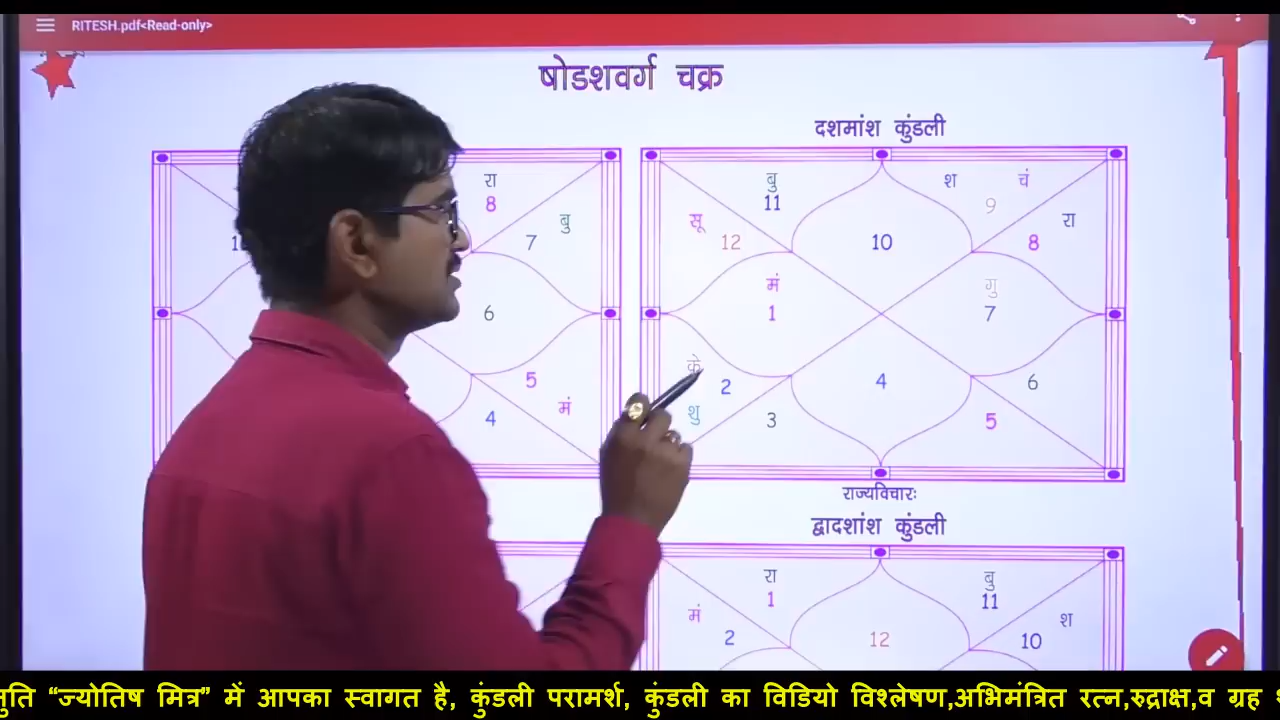 RITESH.pdf<Read-only>
षोडशवर्ग चक्र
दशमांश कुंडली
रा
8
बु
7
6
5
मं
4
बु
11
सू
12
10
श चं
9
रा
8
मं
1
गु
7
के
2
शु
3
4
6
5
राज्यविचारः
द्वादशांश कुंडली
रा
1
मं
2
12
बु
11
श
10
"ज्योतिष मित्र" में आपका स्वागत है, कुंडली परामर्श, कुंडली का विडियो विश्लेषण,अभिमंत्रित रत्न,रुद्राक्ष,व ग्रह